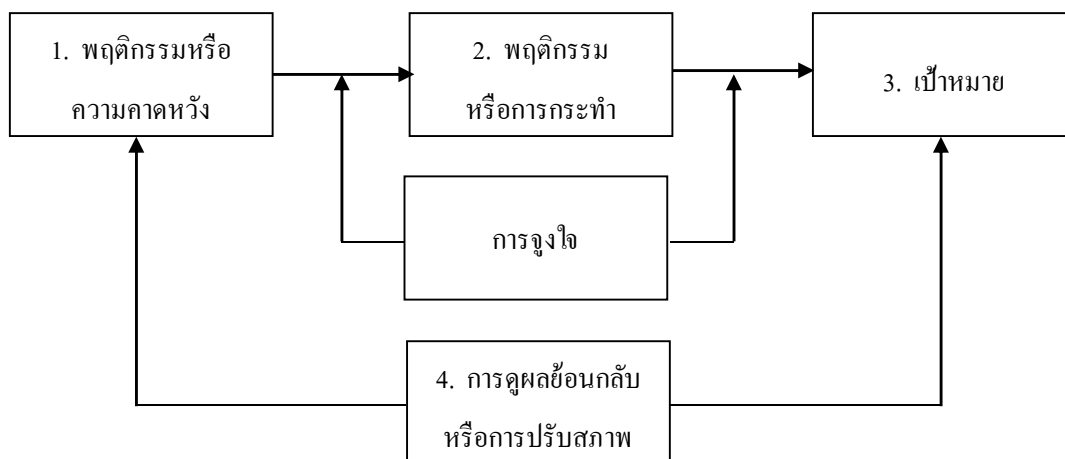 1. พฤติกรรมหรือ
ความคาดหวัง
2. พฤติกรรม
หรือการกระทำ
3. เป้าหมาย
การจูงใจ
4. การดูผลย้อนกลับ
หรือการปรับสภาพ